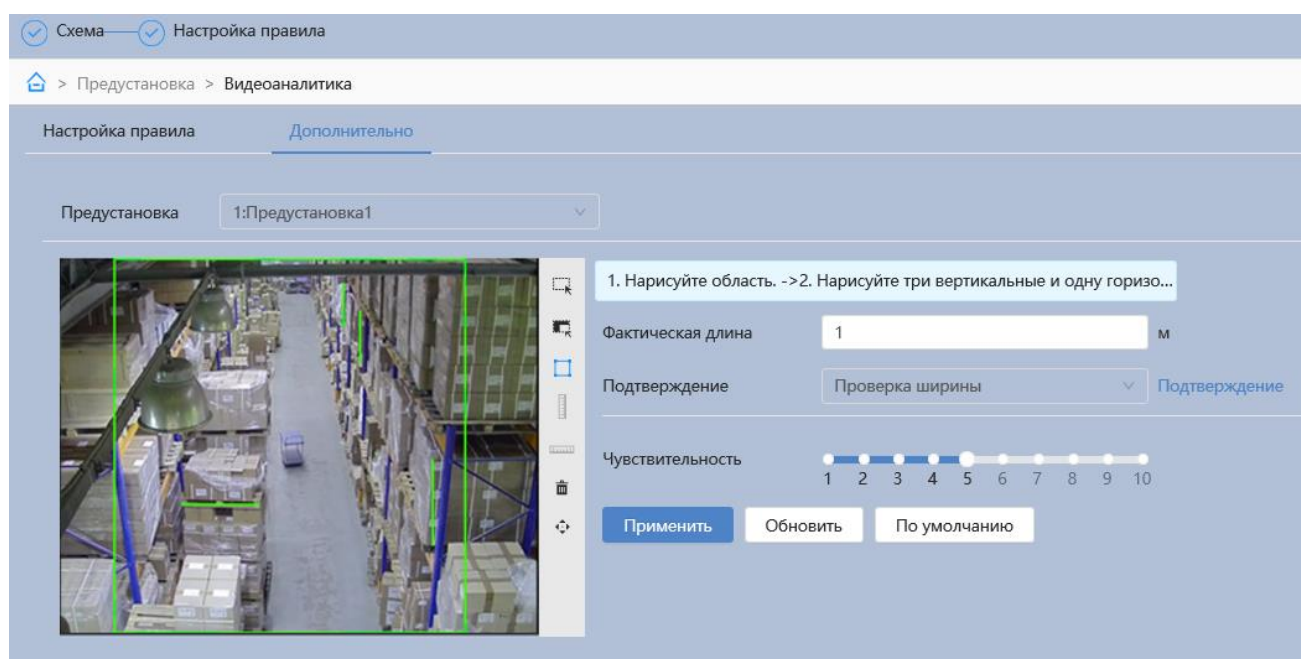 Схема Настройка правила
> Предустановка > Видеоаналитика
Настройка правила Дополнительно
Предустановка 1:Предустановка1
1. Нарисуйте область. ->2. Нарисуйте три вертикальные и одну горизо...
Фактическая длина 1 м
Подтверждение Проверка ширины Подтверждение
Чувствительность
1 2 3 4 5 6 7 8 9 10
Применить Обновить По умолчанию